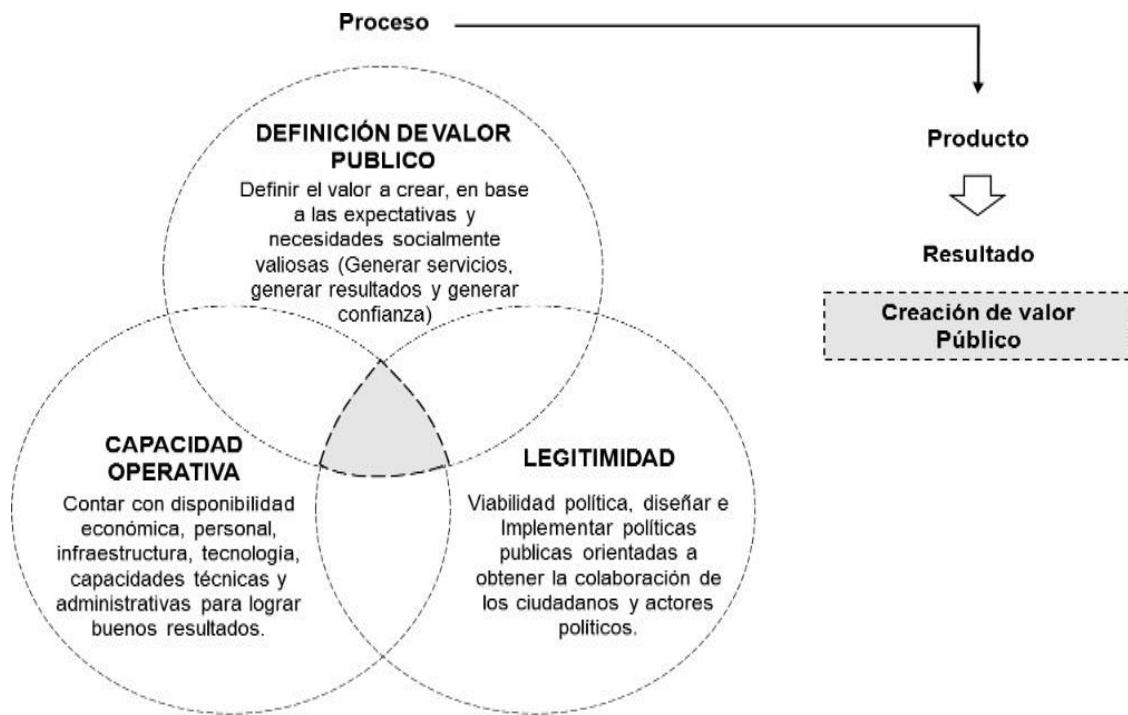 Proceso
DEFINICIÓN DE VALOR
PUBLICO
Definir el valor a crear, en base
a las expectativas y
necesidades socialmente
valiosas (Generar servicios,
generar resultados y generar
confianza)
CAPACIDAD
OPERATIVA
Contar con disponibilidad
económica, personal,
infraestructura, tecnología,
capacidades técnicas y
administrativas para lograr
buenos resultados.
LEGITIMIDAD
Viabilidad política, diseñar e
Implementar políticas
publicas orientadas a
obtener la colaboración de
los ciudadanos y actores
políticos.
Producto
Resultado
Creación de valor
Público